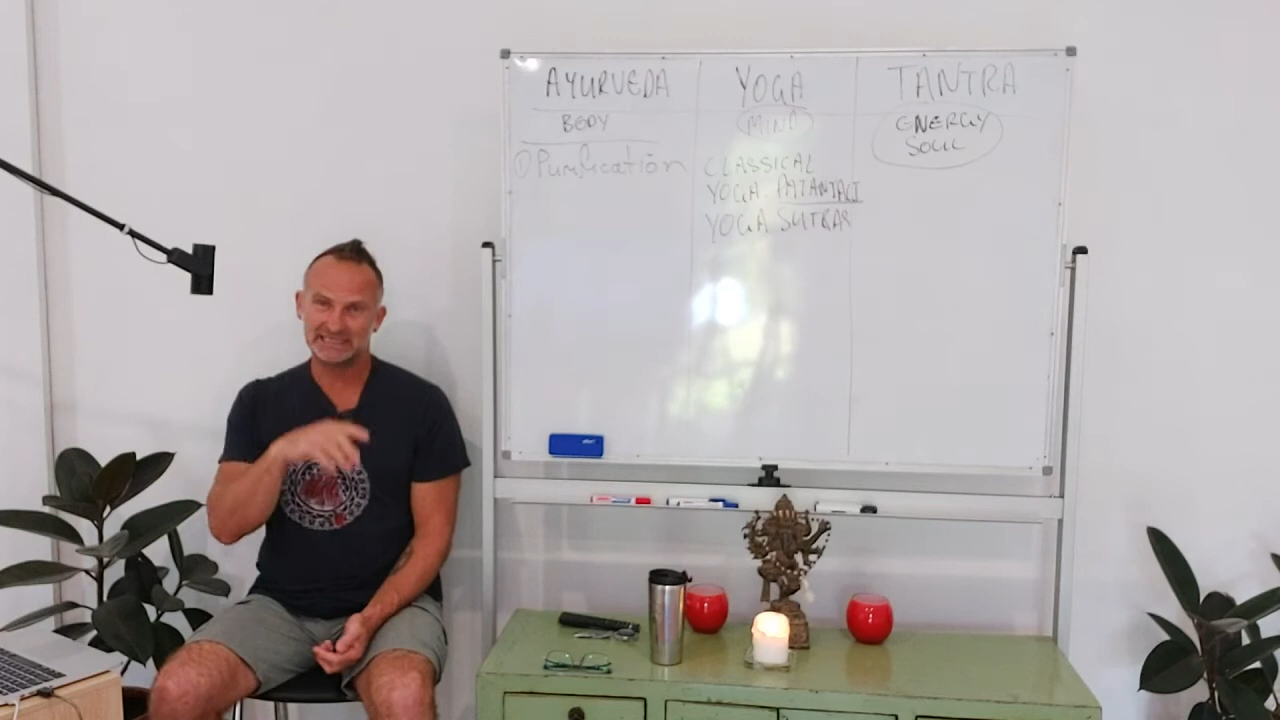 AYURVEDA
BODY
① Purification
YOGA
MIND
CLASSICAL
YOGA PATANJALI
YOGA SUTRAS
TANTRA
ENERGY
SOUL